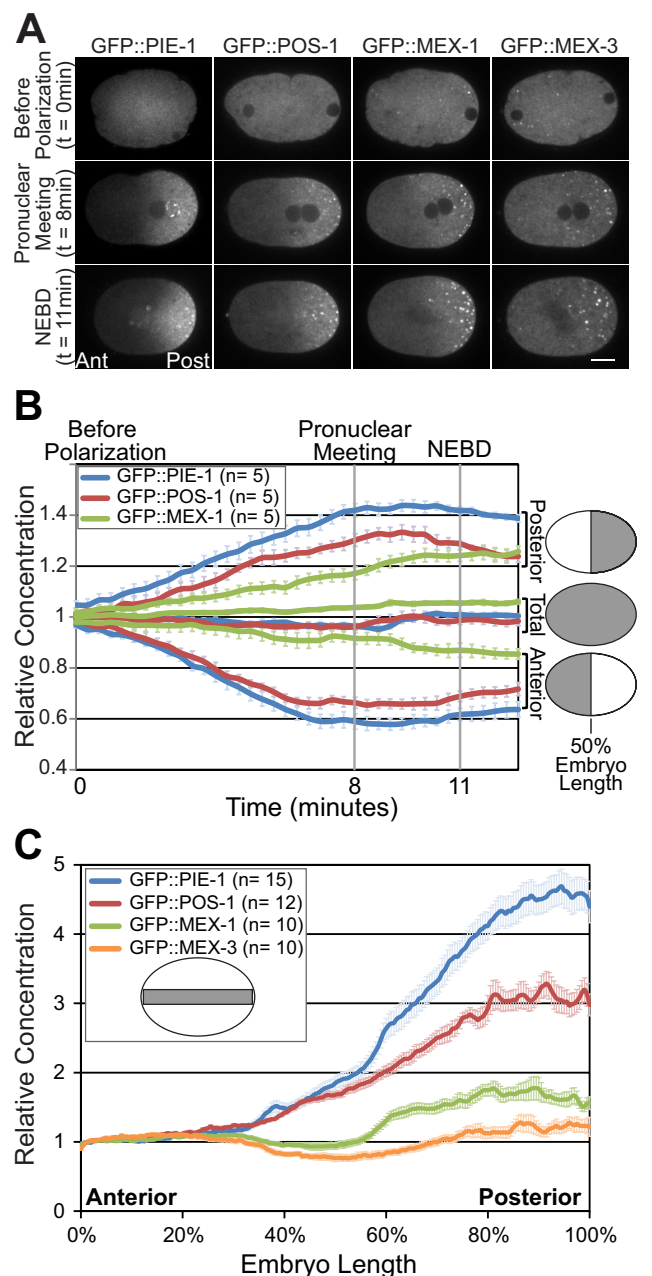 A
GFP::PIE-1 GFP::POS-1 GFP::MEX-1 GFP::MEX-3
Before
Polarization
(t = 0min)
Pronuclear
Meeting
(t = 8min)
NEBD
(t = 11min)
Ant Post
B
Before
Polarization
Pronuclear
Meeting
NEBD
GFP::PIE-1 (n= 5)
GFP::POS-1 (n= 5)
GFP::MEX-1 (n= 5)
Relative Concentration
1.4
1.2
1
0.8
0.6
0.4
0 8 11
Time (minutes)
Posterior
Total
Anterior
50%
Embryo
Length
C
GFP::PIE-1 (n= 15)
GFP::POS-1 (n= 12)
GFP::MEX-1 (n= 10)
GFP::MEX-3 (n= 10)
Relative Concentration
5
4
3
2
1
0
Anterior Posterior
0% 20% 40% 60% 80% 100%
Embryo Length